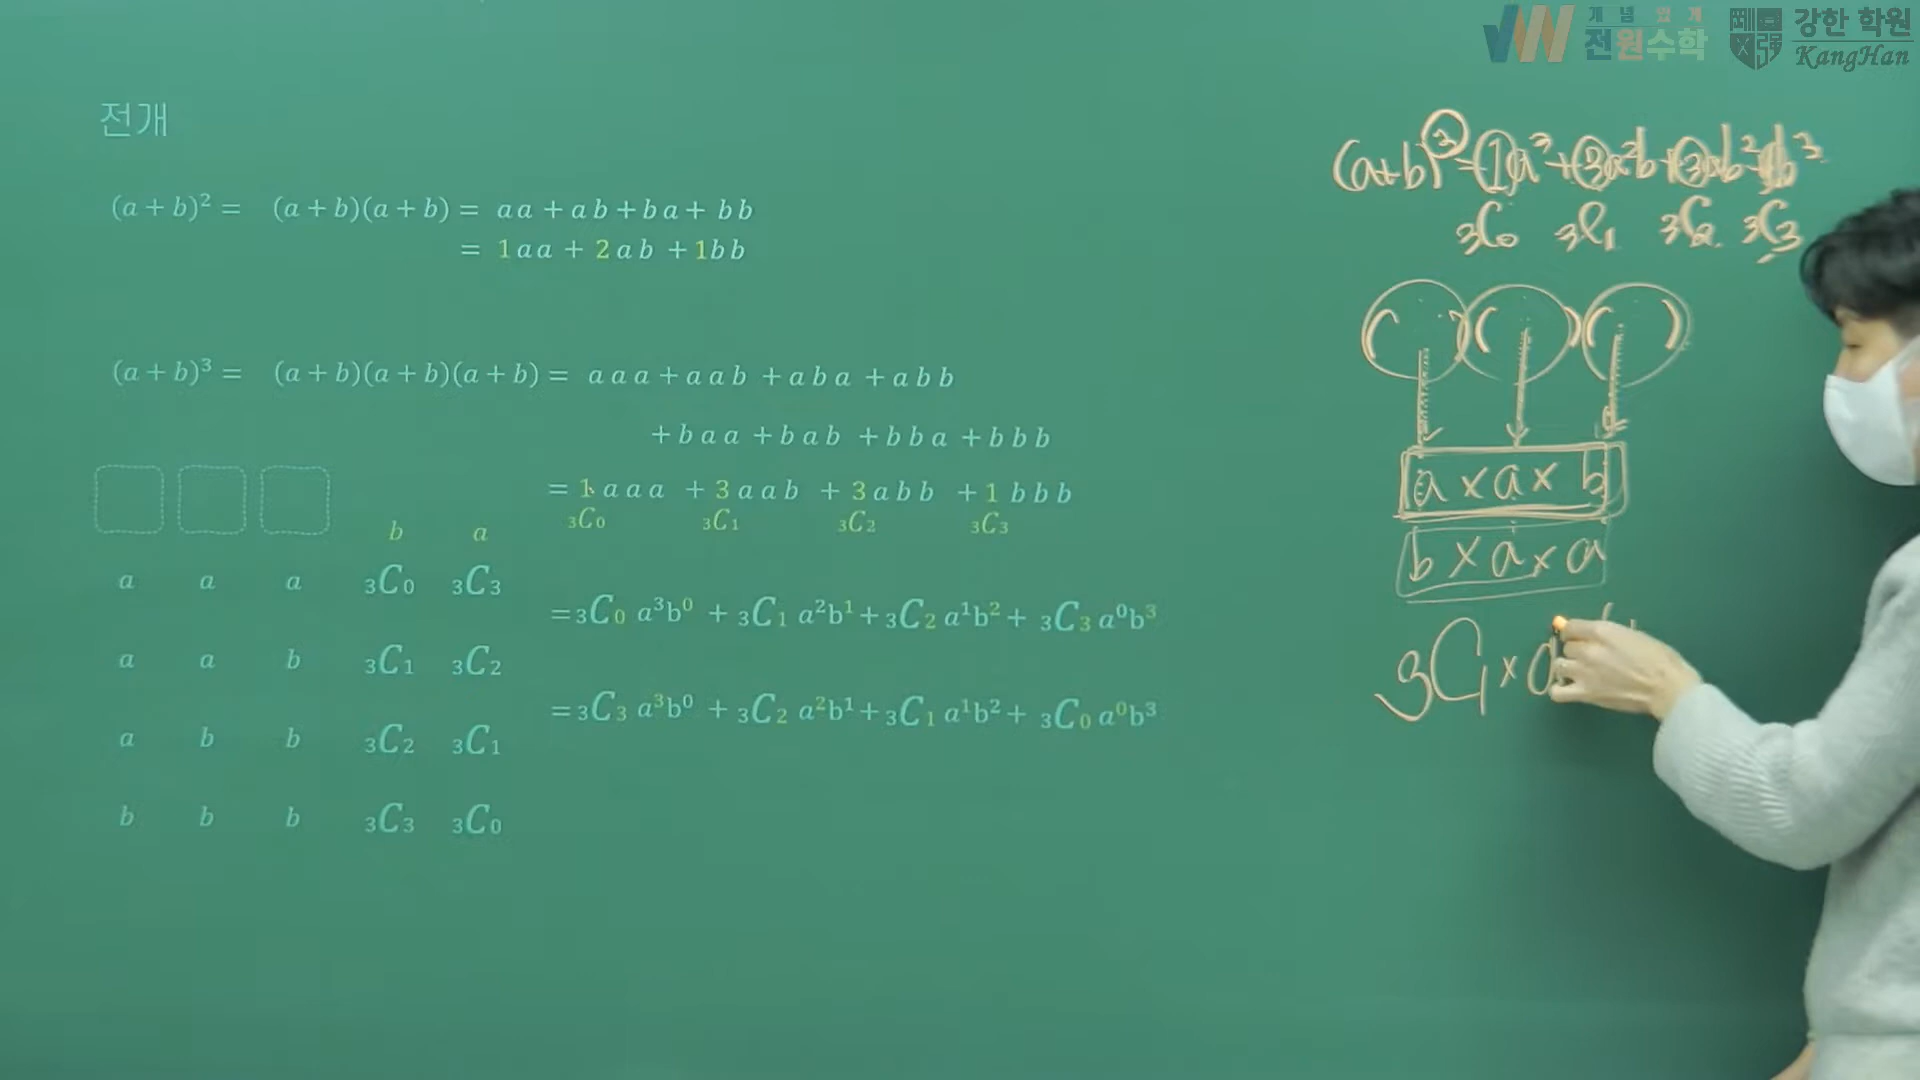 개념있게
전원수학
강한 학원
KangHan
전개
(a + b)² = (a + b)(a + b) = aa + ab + ba + bb
= 1aa + 2ab + 1bb
(a + b)³ = (a + b)(a + b)(a + b) = aaa + aab + aba + abb
+ baa + bab + bba + bbb
= 1aaa + 3aab + 3abb + 1bbb
₃C₀ ₃C₁ ₃C₂ ₃C₃
b a
a a a ₃C₀ ₃C₃
= ₃C₀ a³b⁰ + ₃C₁ a²b¹ + ₃C₂ a¹b² + ₃C₃ a⁰b³
a a b ₃C₁ ₃C₂
= ₃C₃ a³b⁰ + ₃C₂ a²b¹ + ₃C₁ a¹b² + ₃C₀ a⁰b³
a b b ₃C₂ ₃C₁
b b b ₃C₃ ₃C₀
(a+b)³ = 1a³ + 3a²b + 3ab² + 1b³
₃C₀ ₃C₁ ₃C₂ ₃C₃
( ) ( ) ( )
a × a × b
b × a × a
₃C₁ × a